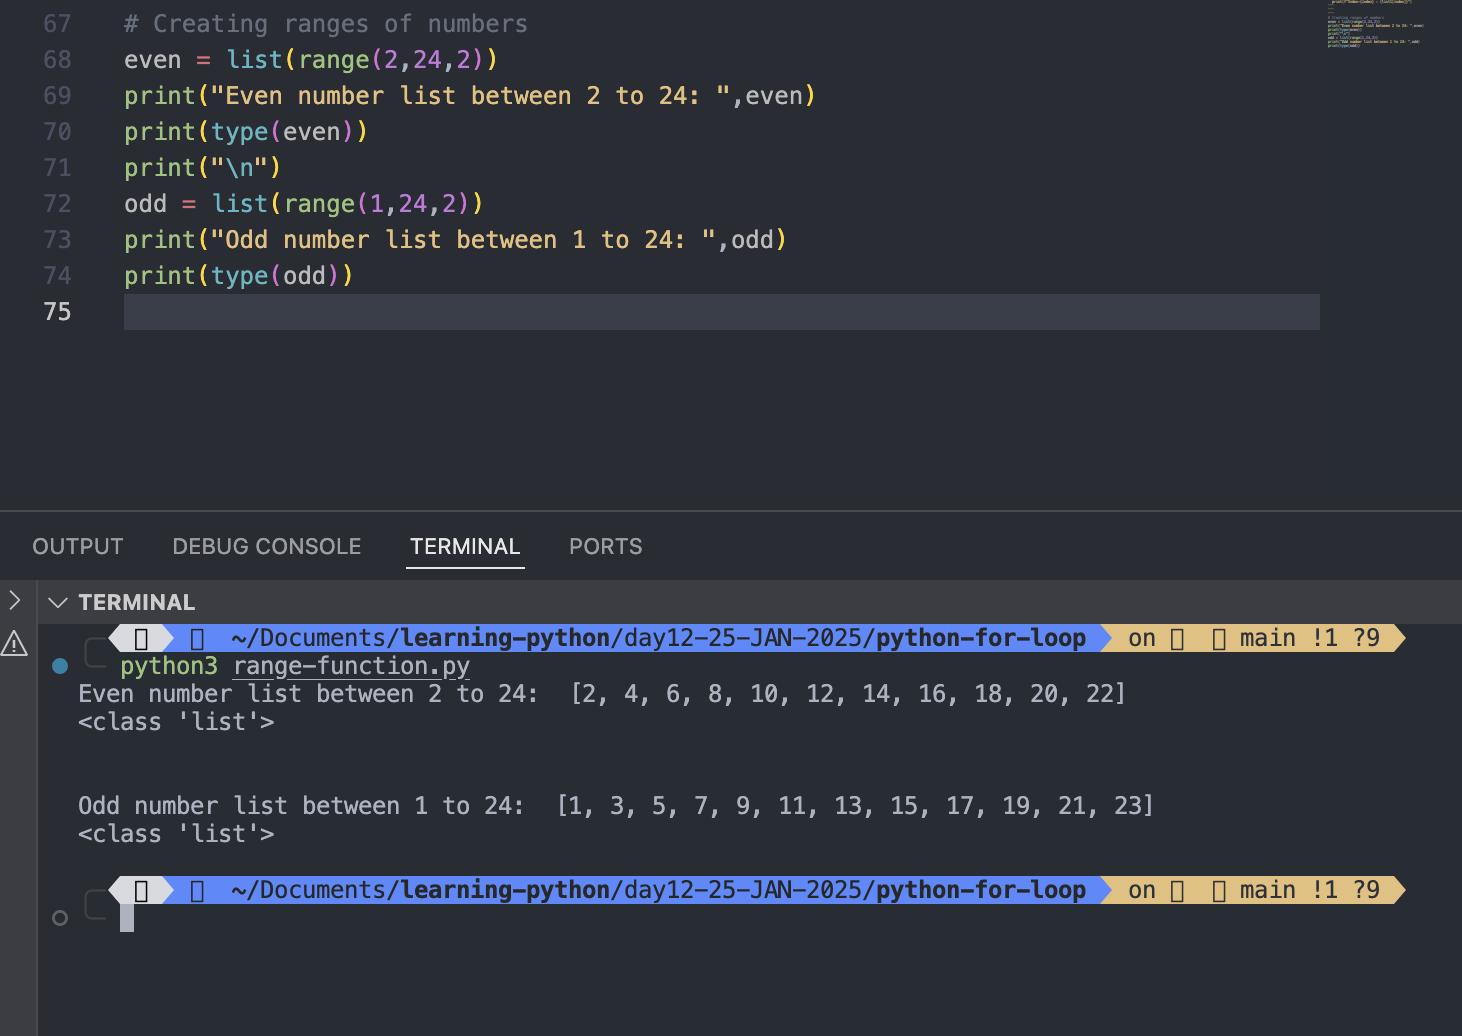 67 # Creating ranges of numbers
68 even = list(range(2,24,2))
69 print("Even number list between 2 to 24: ",even)
70 print(type(even))
71 print("\n")
72 odd = list(range(1,24,2))
73 print("Odd number list between 1 to 24: ",odd)
74 print(type(odd))
75
OUTPUT DEBUG CONSOLE TERMINAL PORTS
TERMINAL
~/Documents/learning-python/day12-25-JAN-2025/python-for-loop on main !1 ?9
python3 range-function.py
Even number list between 2 to 24:  [2, 4, 6, 8, 10, 12, 14, 16, 18, 20, 22]
<class 'list'>
Odd number list between 1 to 24:  [1, 3, 5, 7, 9, 11, 13, 15, 17, 19, 21, 23]
<class 'list'>
~/Documents/learning-python/day12-25-JAN-2025/python-for-loop on main !1 ?9